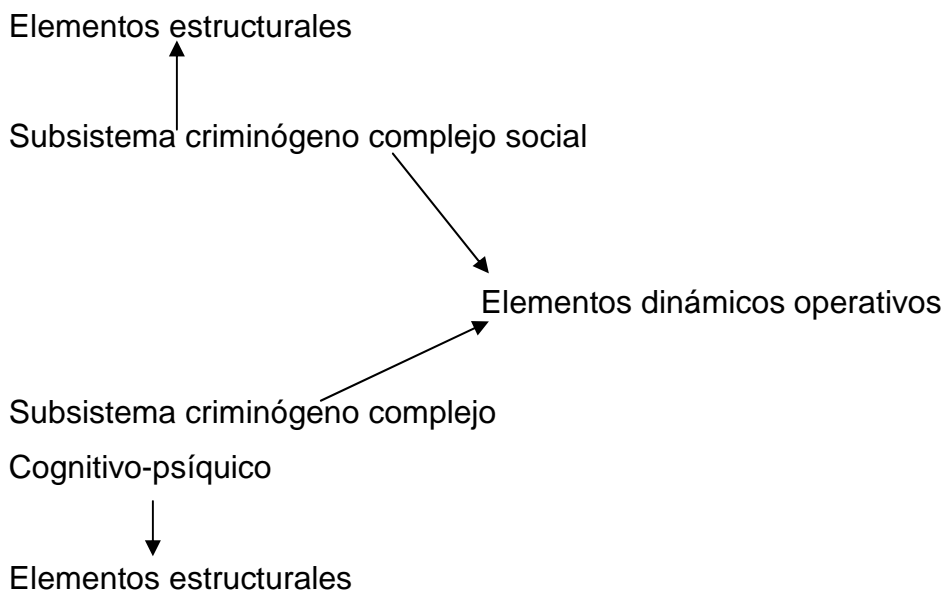 Elementos estructurales
Subsistema criminógeno complejo social
Elementos dinámicos operativos
Subsistema criminógeno complejo
Cognitivo-psíquico
Elementos estructurales